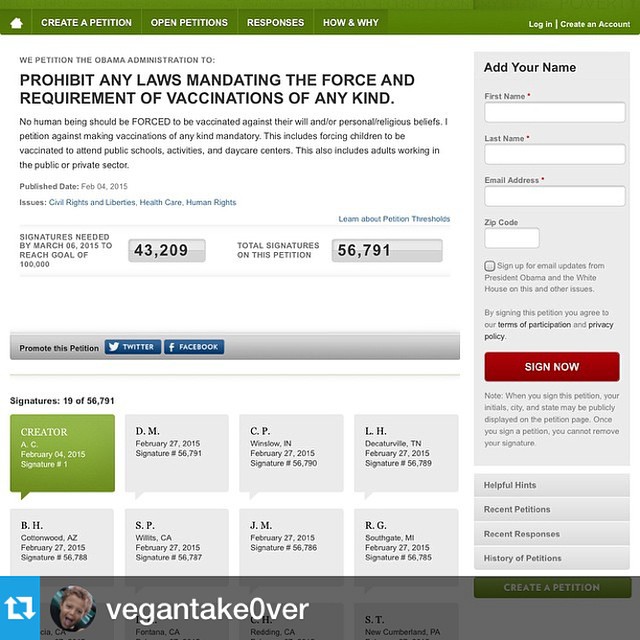 CREATE A PETITION OPEN PETITIONS RESPONSES HOW & WHY Log in | Create an Account
WE PETITION THE OBAMA ADMINISTRATION TO:
PROHIBIT ANY LAWS MANDATING THE FORCE AND
REQUIREMENT OF VACCINATIONS OF ANY KIND.
No human being should be FORCED to be vaccinated against their will and/or personal/religious beliefs. I
petition against making vaccinations of any kind mandatory. This includes forcing children to be
vaccinated to attend public schools, activities, and daycare centers. This also includes adults working in
the public or private sector.
Published Date: Feb 04, 2015
Issues: Civil Rights and Liberties, Health Care, Human Rights
Learn about Petition Thresholds
SIGNATURES NEEDED
BY MARCH 06, 2015 TO
REACH GOAL OF
100,000
43,209
TOTAL SIGNATURES
ON THIS PETITION
56,791
Promote this Petition TWITTER FACEBOOK
Signatures: 19 of 56,791
CREATOR
A. C.
February 04, 2015
Signature # 1
D. M.
February 27, 2015
Signature # 56,791
C. P.
Winslow, IN
February 27, 2015
Signature # 56,790
L. H.
Decaturville, TN
February 27, 2015
Signature # 56,789
B. H.
Cottonwood, AZ
February 27, 2015
Signature # 56,788
S. P.
Willits, CA
February 27, 2015
Signature # 56,787
J. M.
February 27, 2015
Signature # 56,786
R. G.
Southgate, MI
February 27, 2015
Signature # 56,785
Fontana, CA
Redding, CA
S. T.
New Cumberland, PA
Add Your Name
First Name *
Last Name *
Email Address *
Zip Code
Sign up for email updates from
President Obama and the White
House on this and other issues.
By signing this petition you agree to
our terms of participation and privacy
policy.
SIGN NOW
Note: When you sign this petition, your
initials, city, and state may be publicly
displayed on the petition page. Once
you sign a petition, you cannot remove
your signature.
Helpful Hints
Recent Petitions
Recent Responses
History of Petitions
CREATE A PETITION
vegantake0ver